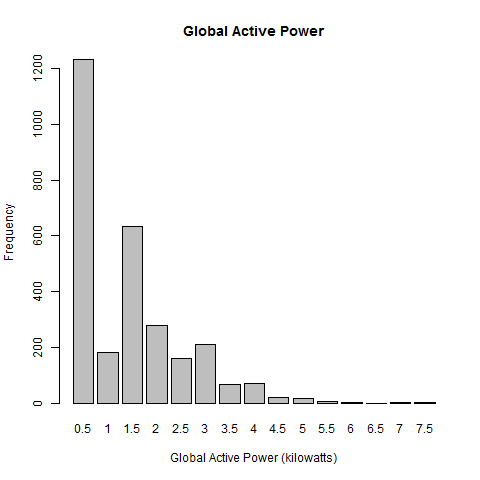 Global Active Power
Frequency
0 200 400 600 800 1000 1200
0.5 1 1.5 2 2.5 3 3.5 4 4.5 5 5.5 6 6.5 7 7.5
Global Active Power (kilowatts)